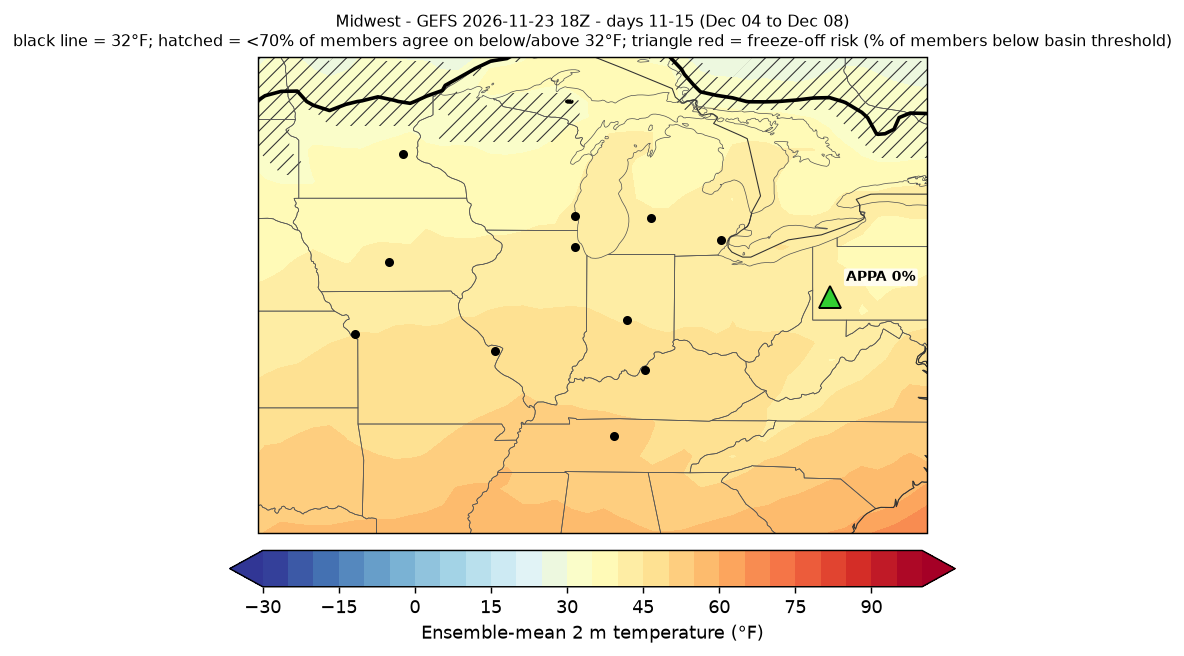 Midwest - GEFS 2026-11-23 18Z - days 11-15 (Dec 04 to Dec 08)
black line = 32°F; hatched = <70% of members agree on below/above 32°F; triangle red = freeze-off risk (% of members below basin threshold)
APPA 0%
−30 −15 0 15 30 45 60 75 90
Ensemble-mean 2 m temperature (°F)